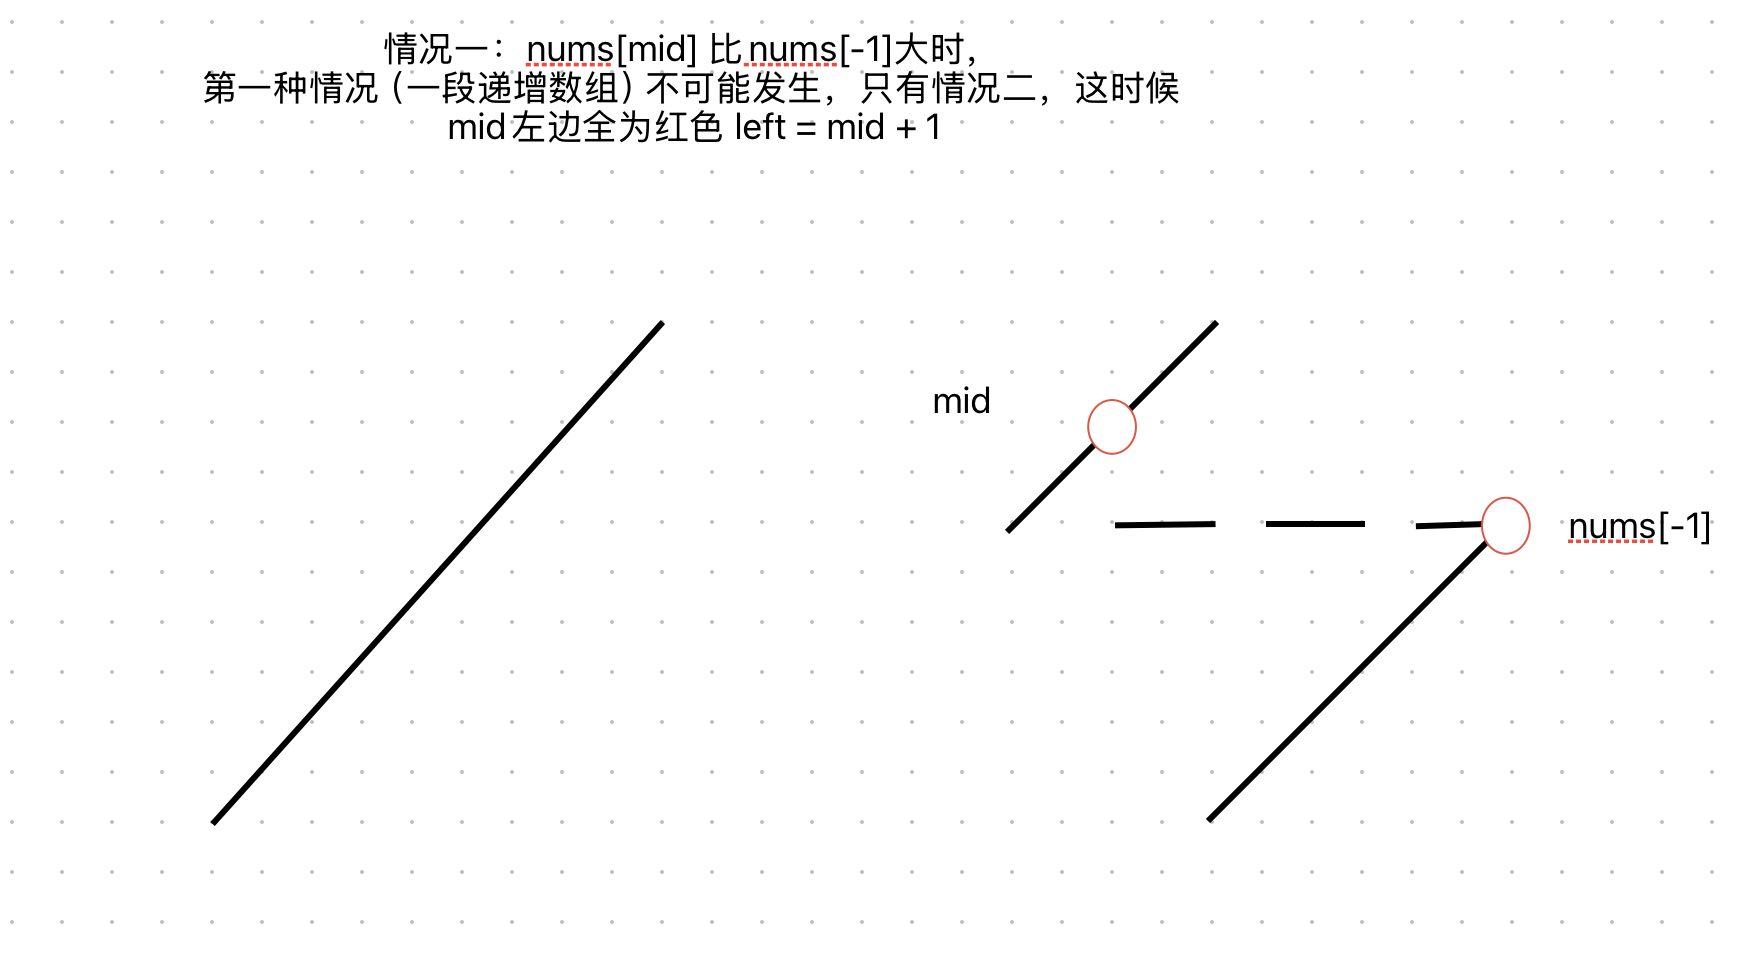 情况一：nums[mid] 比 nums[-1]大时，
第一种情况（一段递增数组）不可能发生，只有情况二，这时候
mid 左边全为红色 left = mid + 1
mid
nums[-1]